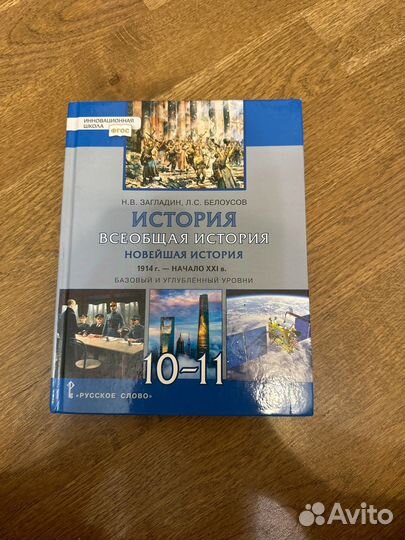 ИННОВАЦИОННАЯ
ШКОЛА
ФГОС
Н.В. ЗАГЛАДИН, Л.С. БЕЛОУСОВ
ИСТОРИЯ
ВСЕОБЩАЯ ИСТОРИЯ
НОВЕЙШАЯ ИСТОРИЯ
1914 г. — НАЧАЛО XXI в.
БАЗОВЫЙ И УГЛУБЛЁННЫЙ УРОВНИ
10–11
«РУССКОЕ СЛОВО»
Avito